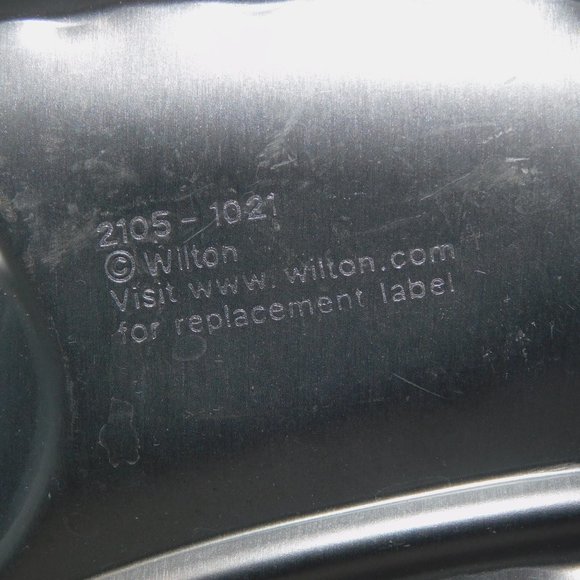 2105 - 1021
© Wilton
Visit www.wilton.com
for replacement label